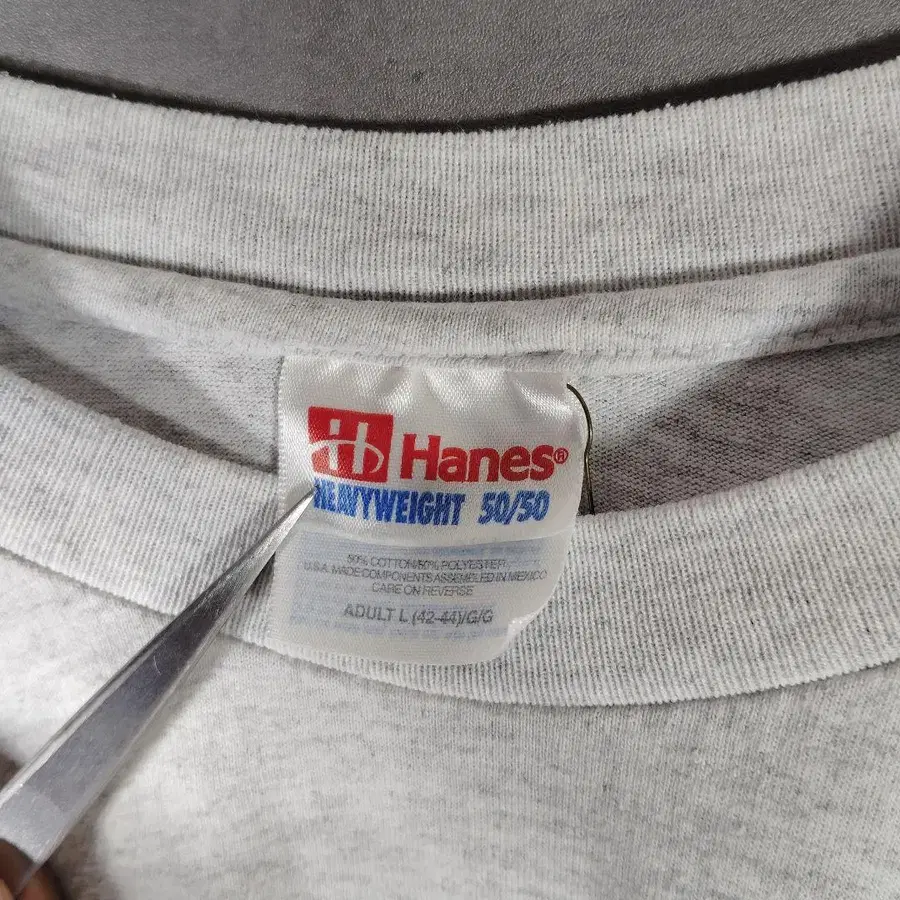 Hanes®
HEAVYWEIGHT 50/50
50% COTTON/50% POLYESTER
U.S.A. MADE COMPONENTS ASSEMBLED IN MEXICO
CARE ON REVERSE
ADULT L (42-44)/G/G